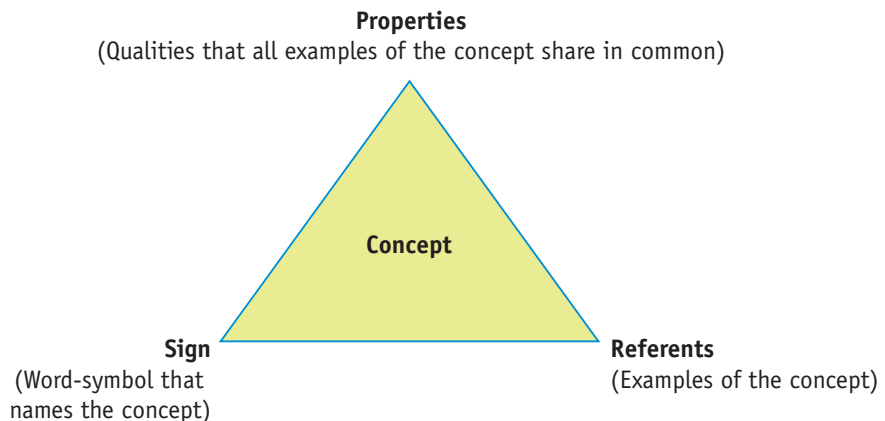 Properties
(Qualities that all examples of the concept share in common)
Concept
Sign
(Word-symbol that
names the concept)
Referents
(Examples of the concept)